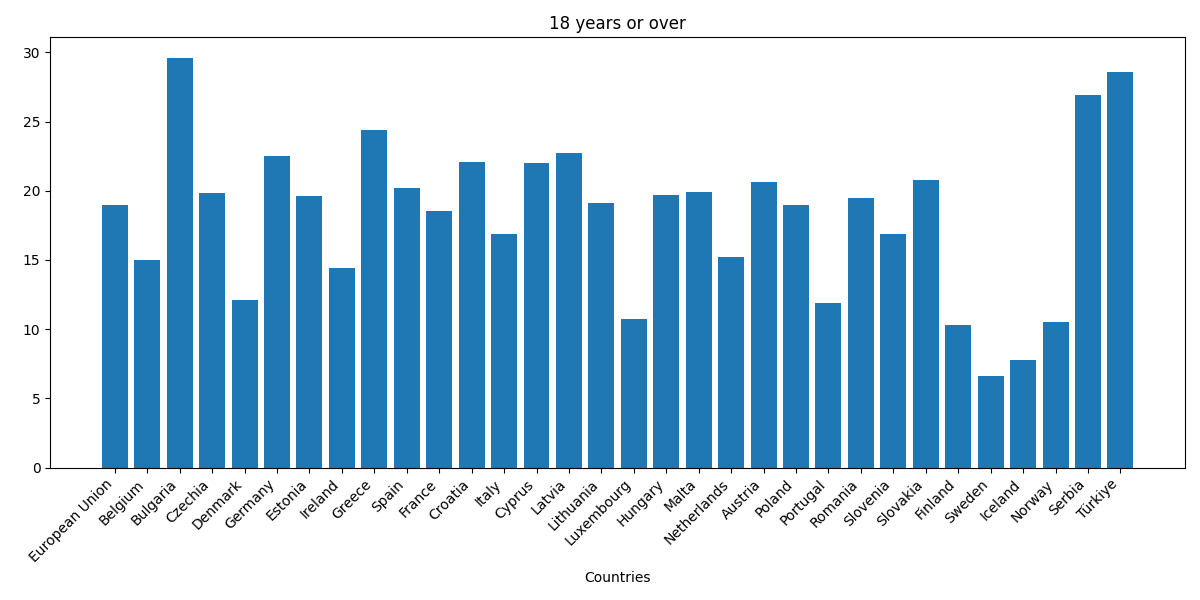 18 years or over
30
25
20
15
10
5
0
European Union
Belgium
Bulgaria
Czechia
Denmark
Germany
Estonia
Ireland
Greece
Spain
France
Croatia
Italy
Cyprus
Latvia
Lithuania
Luxembourg
Hungary
Malta
Netherlands
Austria
Poland
Portugal
Romania
Slovenia
Slovakia
Finland
Sweden
Iceland
Norway
Serbia
Türkiye
Countries